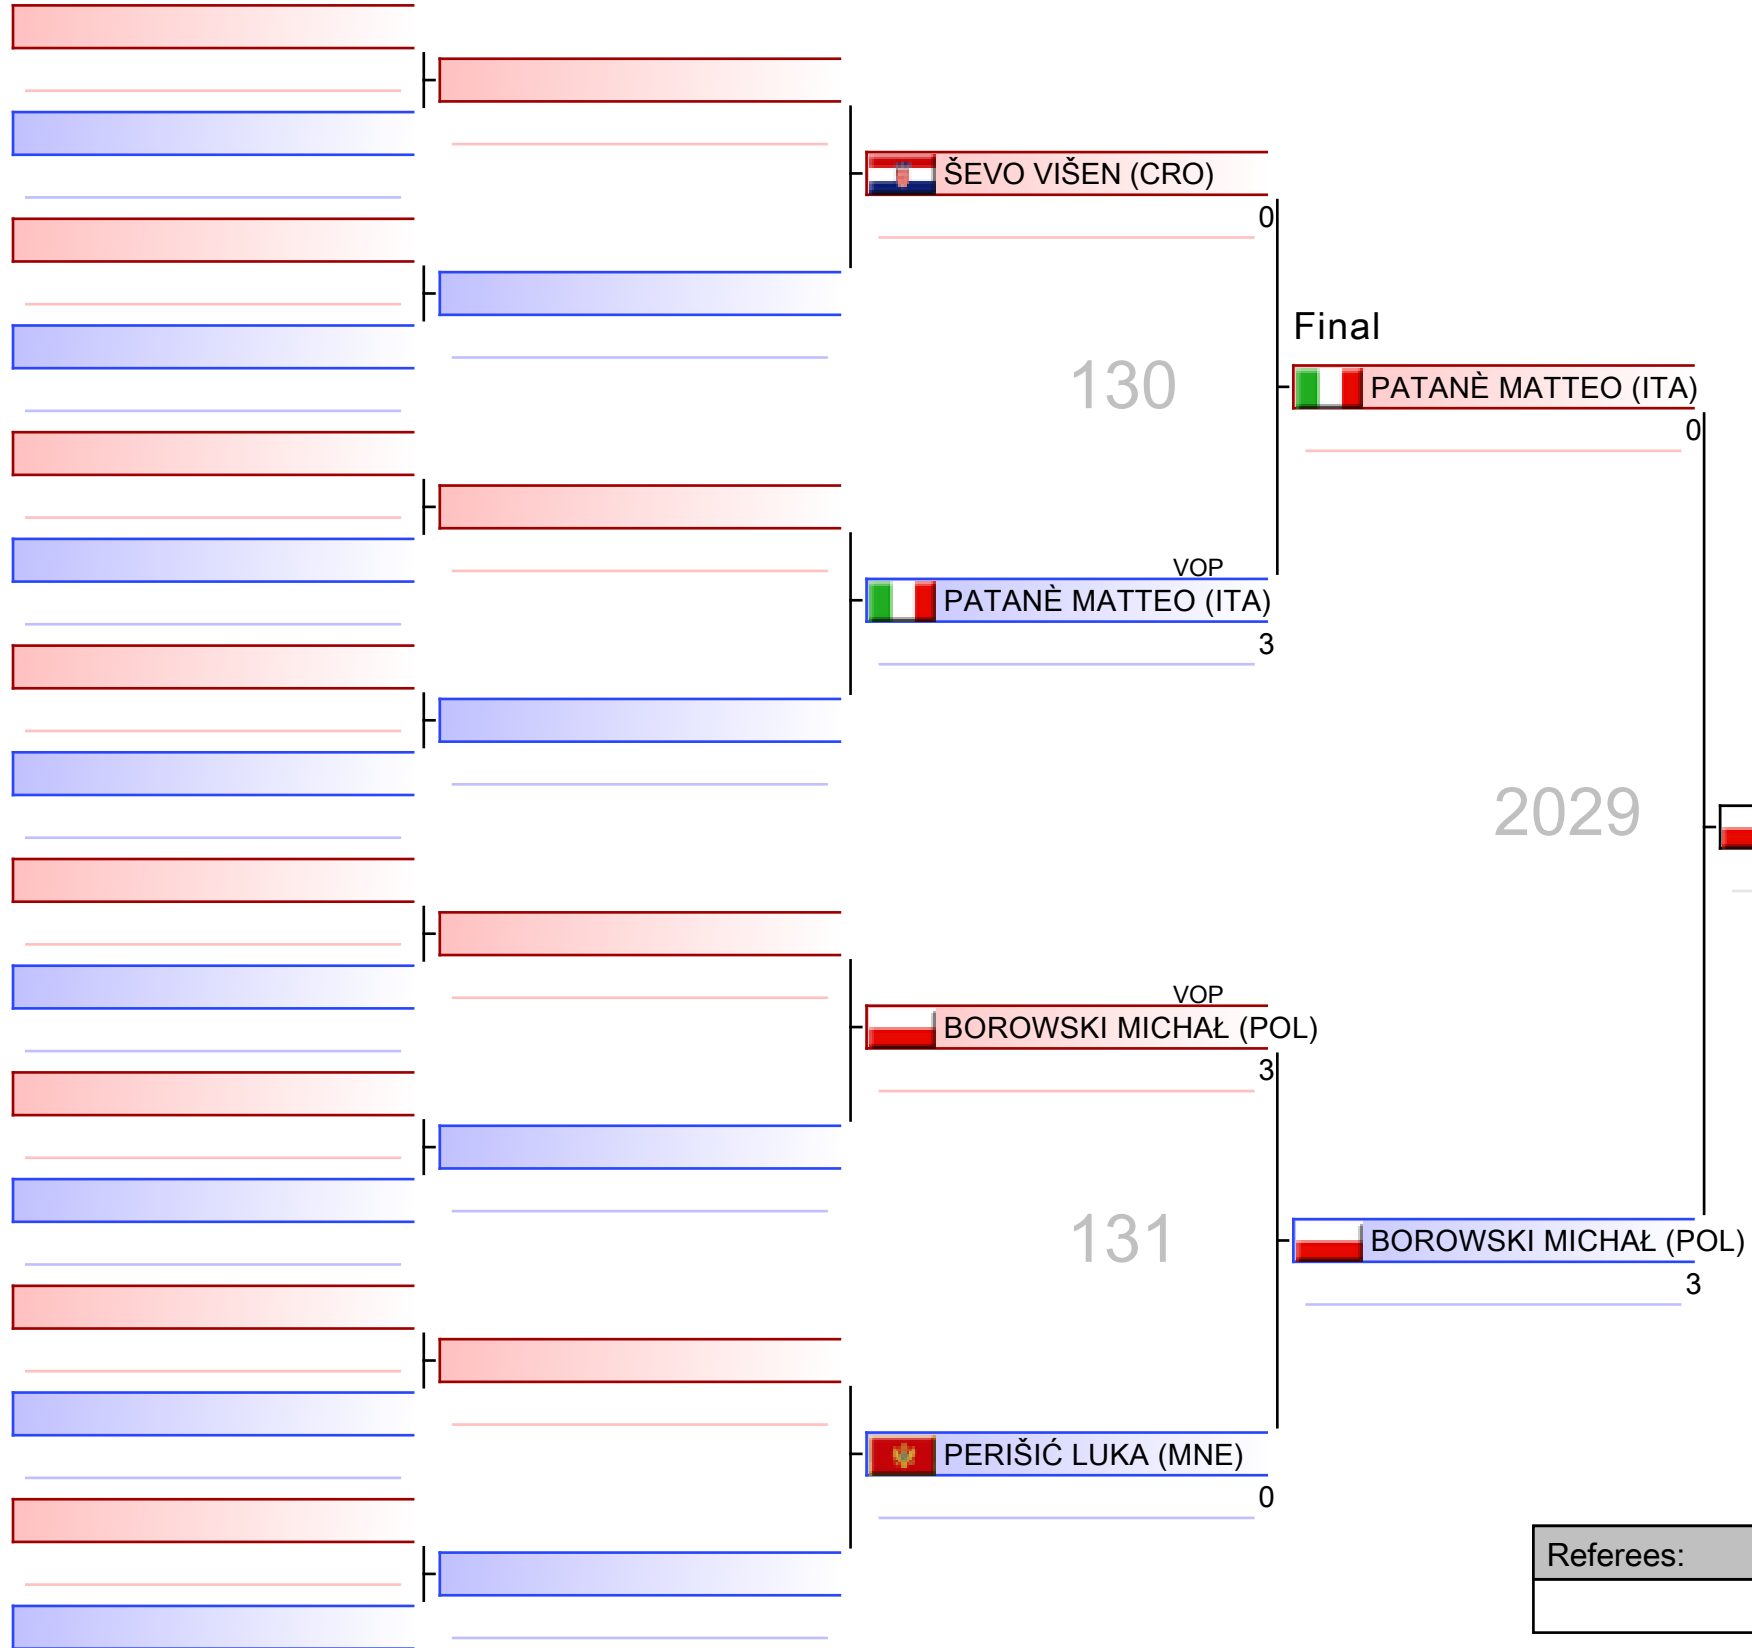 ŠEVO VIŠEN (CRO)
0
Final
130
PATANÈ MATTEO (ITA)
0
VOP
PATANÈ MATTEO (ITA)
3
2029
VOP
BOROWSKI MICHAŁ (POL)
3
131
BOROWSKI MICHAŁ (POL)
3
PERIŠIĆ LUKA (MNE)
0
Referees: